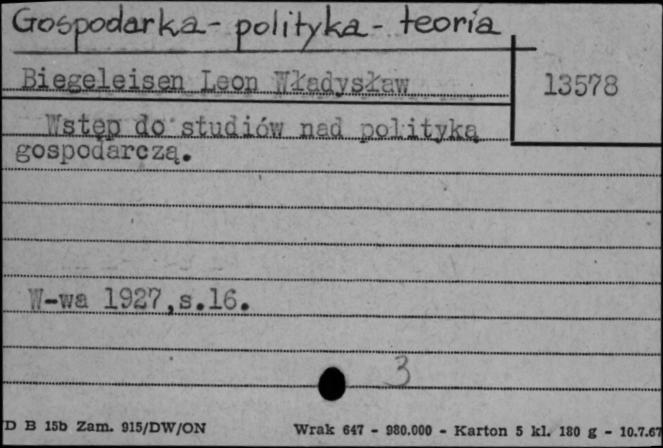 Gospodarka - polityka - teoria
Biegeleisen Leon Władysław
13578
Wstęp do studiów nad polityką
gospodarczą.
W-wa 1927,s.16.
3
D B 15b Zam. 915/DW/ON
Wrak 647 - 980.000 - Karton 5 kl. 180 g - 10.7.67